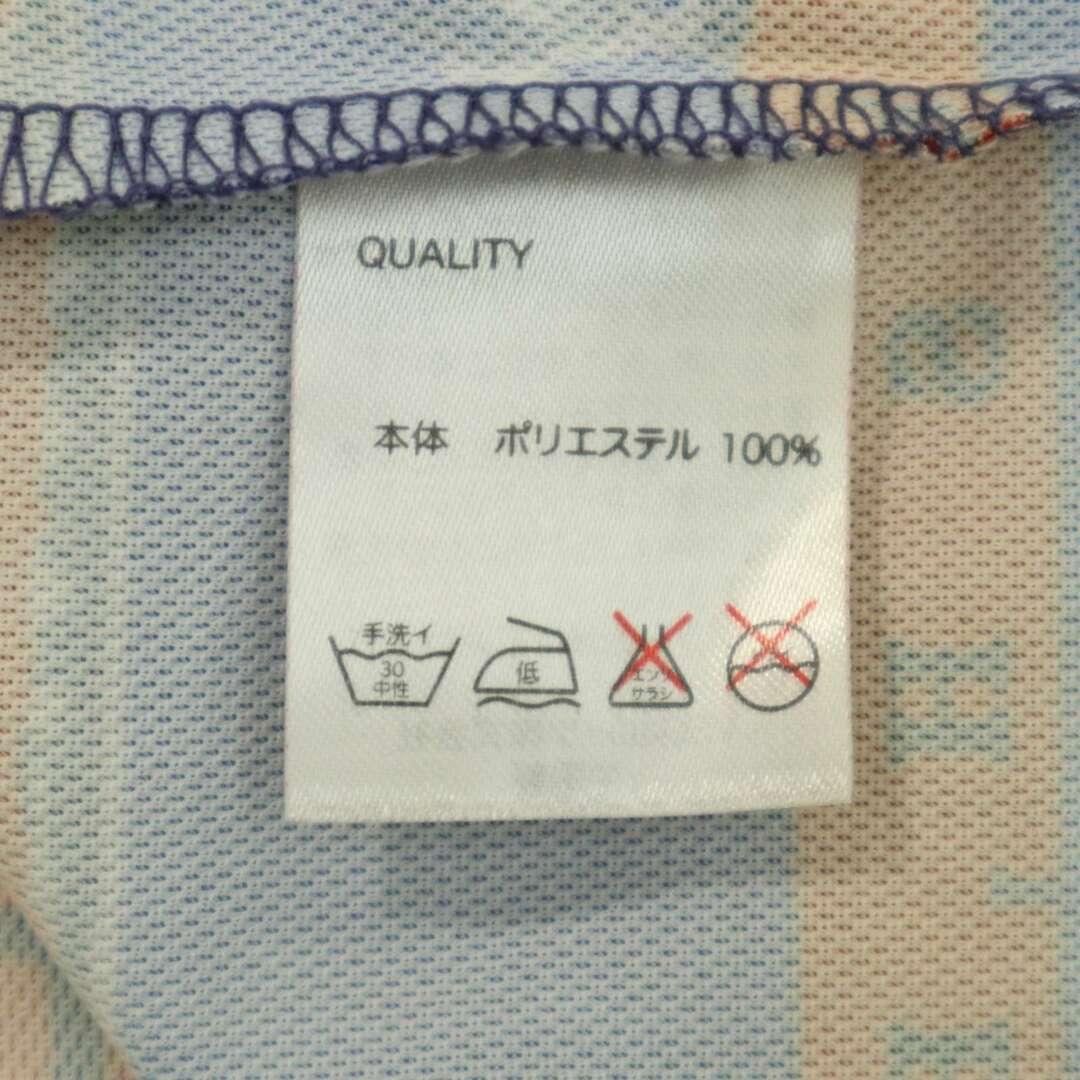 QUALITY
本体 ポリエステル 100%
手洗イ
30
中性
低
エンソ
サラシ